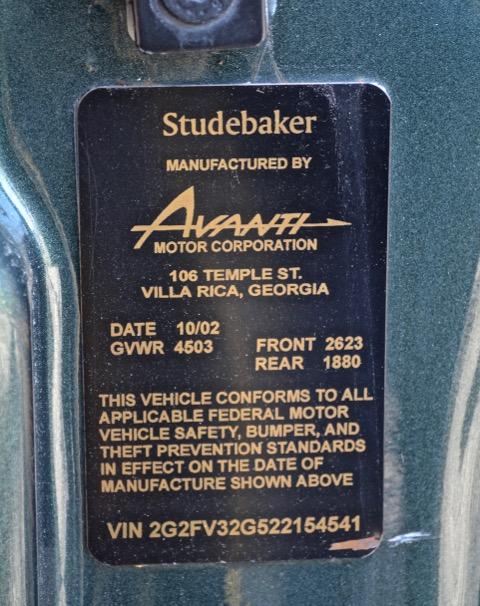 Studebaker
MANUFACTURED BY
AVANTI
MOTOR CORPORATION
106 TEMPLE ST.
VILLA RICA, GEORGIA
DATE 10/02
GVWR 4503 FRONT 2623
REAR 1880
THIS VEHICLE CONFORMS TO ALL
APPLICABLE FEDERAL MOTOR
VEHICLE SAFETY, BUMPER, AND
THEFT PREVENTION STANDARDS
IN EFFECT ON THE DATE OF
MANUFACTURE SHOWN ABOVE
VIN 2G2FV32G522154541